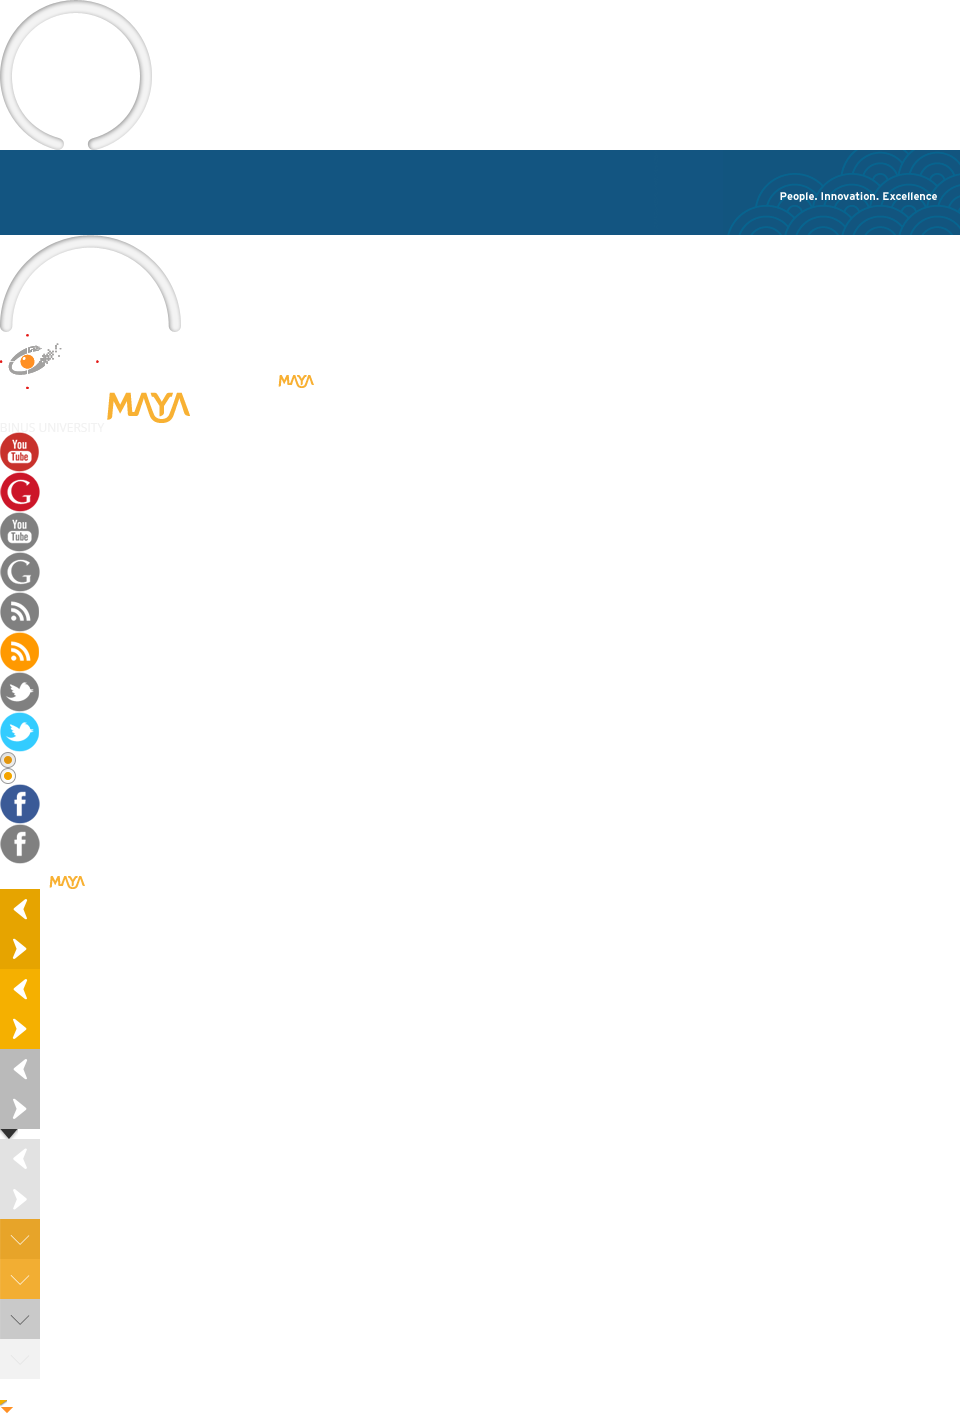 People. Innovation. Excellence
MAYA
MAYA
BINUS UNIVERSITY
You
Tube
G
You
Tube
G
f
f
MAYA